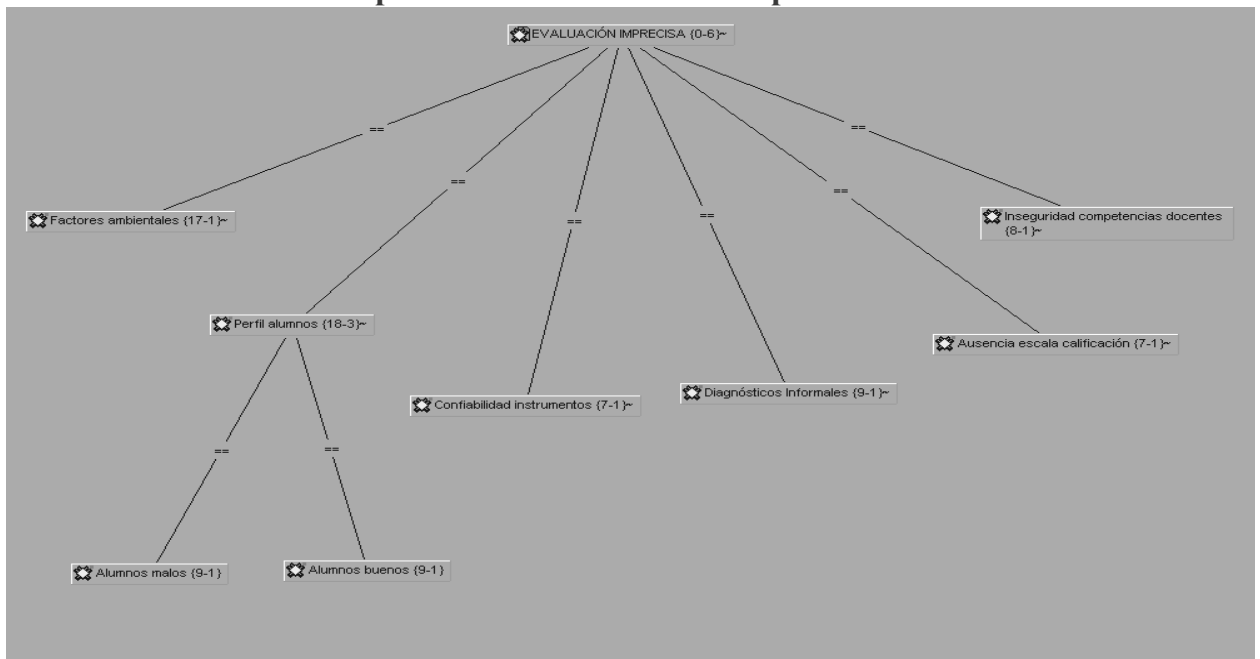 EVALUACIÓN IMPRECISA {0-6}~
==
==
==
==
==
==
Factores ambientales {17-1}~
Inseguridad competencias docentes
{8-1}~
Perfil alumnos {18-3}~
Ausencia escala calificación {7-1}~
Confiabilidad instrumentos {7-1}~
Diagnósticos Informales {9-1}~
==
==
Alumnos malos {9-1}
Alumnos buenos {9-1}